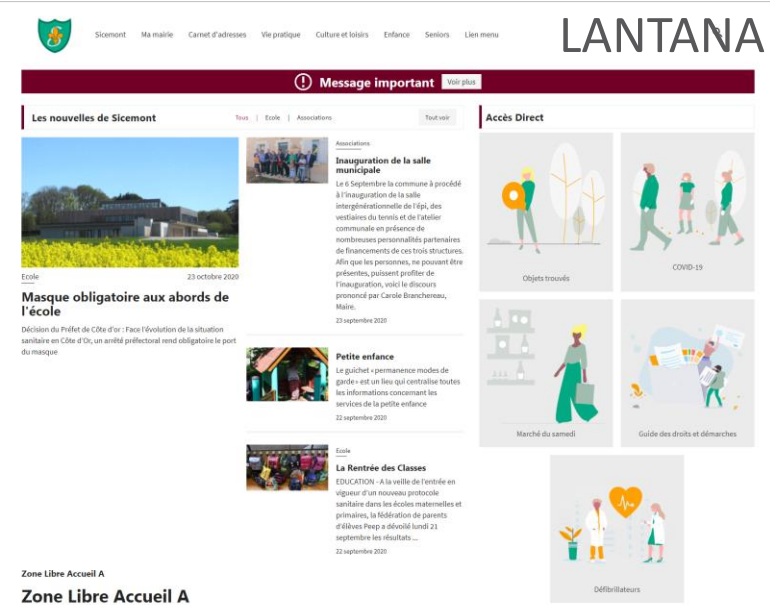 LANTANA
Sicemont Ma mairie Carnet d'adresses Vie pratique Culture et loisirs Enfance Seniors Lien menu
Message important Voir plus
Les nouvelles de Sicemont Tous | Ecole | Associations Tout voir
Ecole 23 octobre 2020
Masque obligatoire aux abords de
l'école
Décision du Préfet de Côte d'or : Face l'évolution de la situation
sanitaire en Côte d'Or, un arrêté préfectoral rend obligatoire le port
du masque
Associations
Inauguration de la salle
municipale
Le 6 Septembre la commune à procédé
à l'inauguration de la salle
intergénérationnelle de l'épi, des
vestiaires du tennis et de l'atelier
communale en présence de
nombreuses personnalités partenaires
de financements de ces trois structures.
Afin que les personnes, ne pouvant être
présentes, puissent profiter de
l'inauguration, voici le discours
prononcé par Carole Branchereau,
Maire.
23 septembre 2020
Petite enfance
Le guichet « permanence modes de
garde » est un lieu qui centralise toutes
les informations concernant les
services de la petite enfance
22 septembre 2020
Ecole
La Rentrée des Classes
EDUCATION - A la veille de l'entrée en
vigueur d'un nouveau protocole
sanitaire dans les écoles maternelles et
primaires, la fédération de parents
d'élèves Peep a dévoilé lundi 21
septembre les résultats ...
22 septembre 2020
Accès Direct
Objets trouvés
COVID-19
Marché du samedi
Guide des droits et démarches
Défibrillateurs
Zone Libre Accueil A
Zone Libre Accueil A